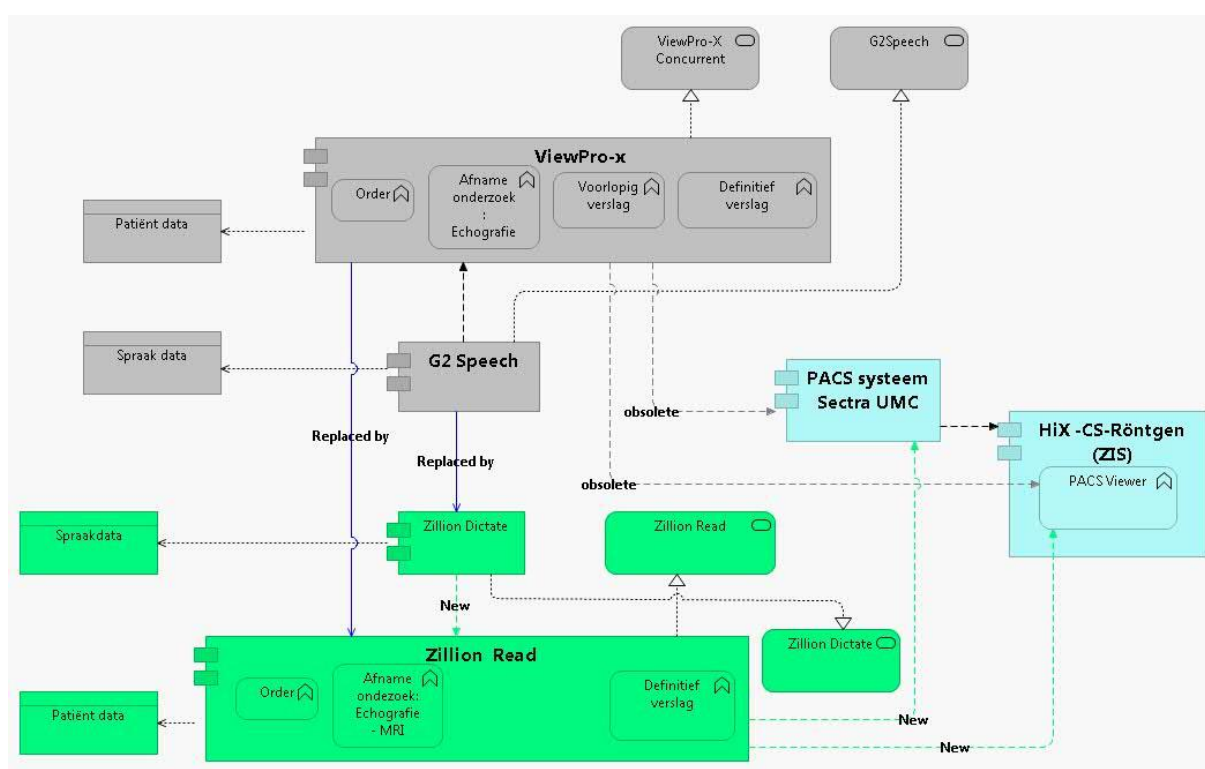 ViewPro-X
Concurrent
G2Speech
ViewPro-x
Order
Afname
onderzoek
:
Echografie
Voorlopig
verslag
Definitief
verslag
Patiënt data
Spraak data
G2 Speech
PACS systeem
Sectra UMC
obsolete
HiX -CS-Röntgen
(ZIS)
PACS Viewer
Replaced by
Replaced by
obsolete
Spraakdata
Zillion Dictate
Zillion Read
New
Zillion Dictate
Zillion Read
Order
Afname
ondezoek:
Echografie
- MRI
Definitief
verslag
Patiënt data
New
New